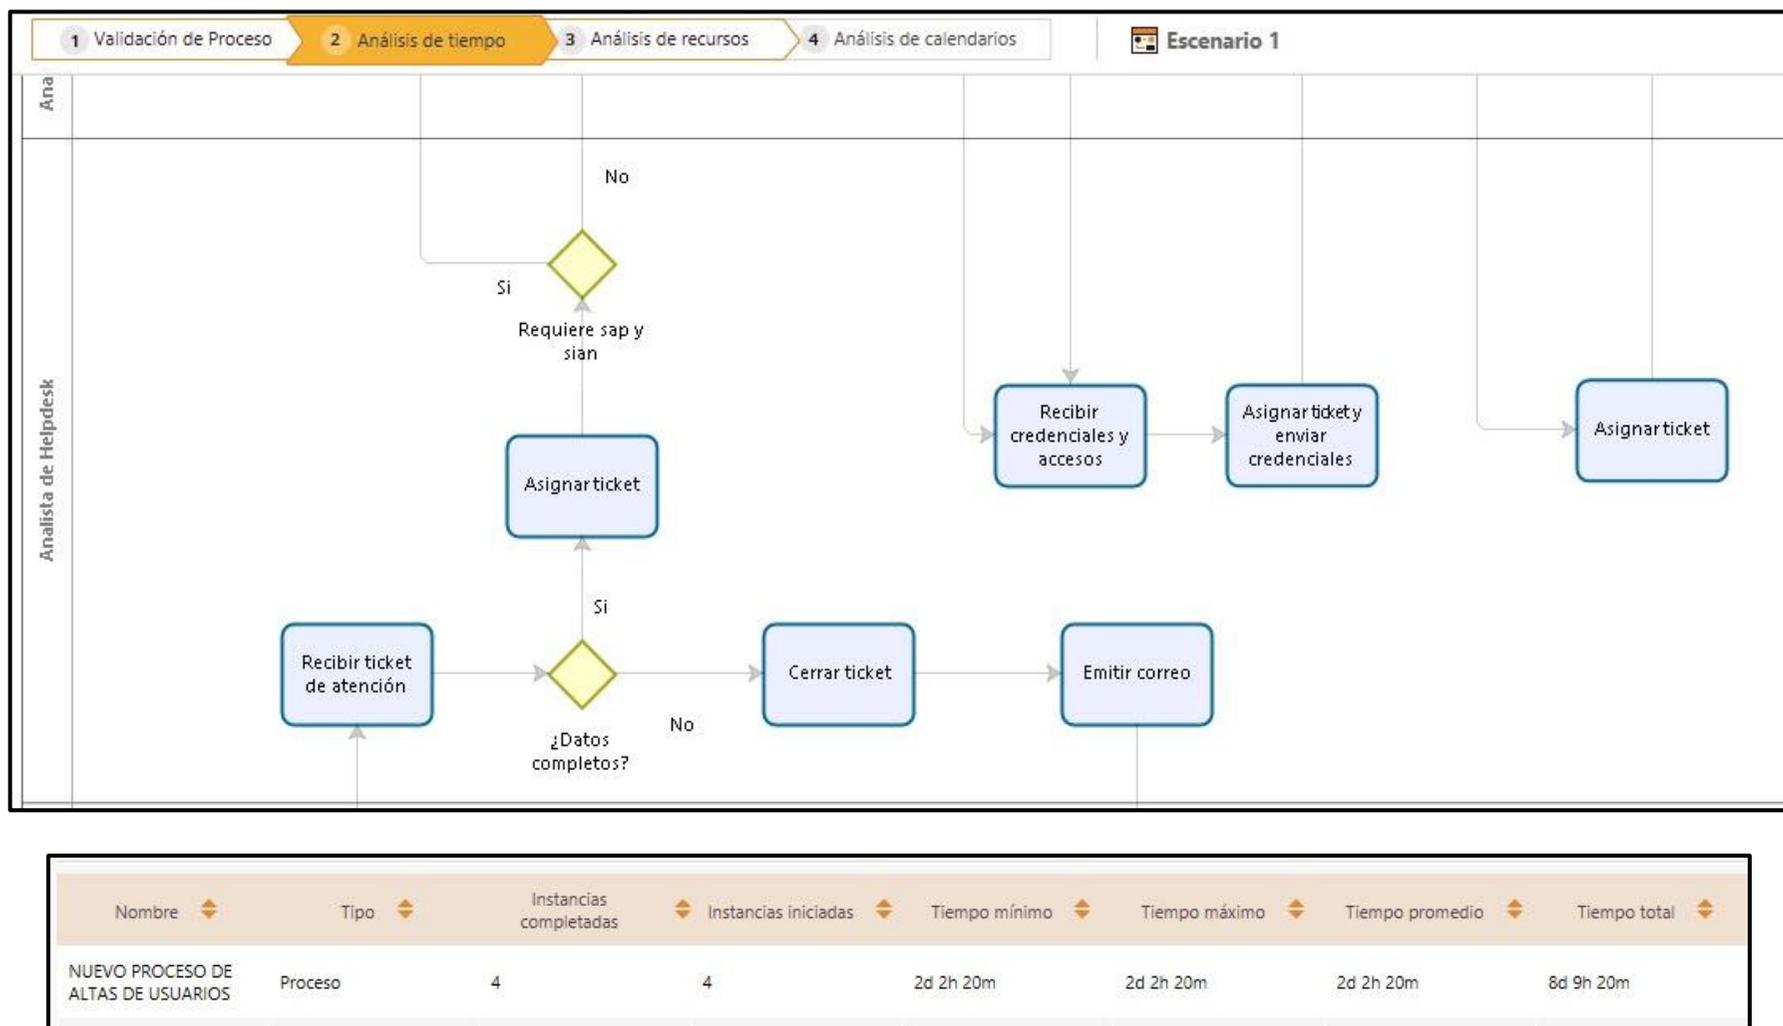 1 Validación de Proceso
2 Análisis de tiempo
3 Análisis de recursos
4 Análisis de calendarios
Escenario 1
Ana
Analista de Helpdesk
No
Si
Requiere sap y
sian
Recibir
credenciales y
accesos
Asignar tidket y
enviar
credenciales
Asignar ticket
Asignar ticket
Si
Recibir ticket
de atención
Cerrar ticket
Emitir correo
No
¿Datos
completos?
Nombre
Tipo
Instancias
completadas
Instancias iniciadas
Tiempo mínimo
Tiempo máximo
Tiempo promedio
Tiempo total
NUEVO PROCESO DE
ALTAS DE USUARIOS
Proceso
4
4
2d 2h 20m
2d 2h 20m
2d 2h 20m
8d 9h 20m